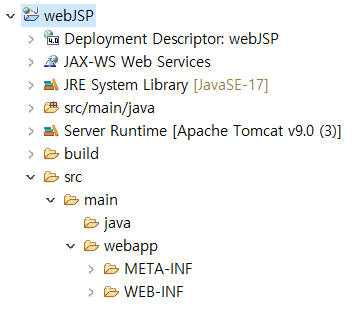 webJSP
Deployment Descriptor: webJSP
JAX-WS Web Services
JRE System Library [JavaSE-17]
src/main/java
Server Runtime [Apache Tomcat v9.0 (3)]
build
src
main
java
webapp
META-INF
WEB-INF